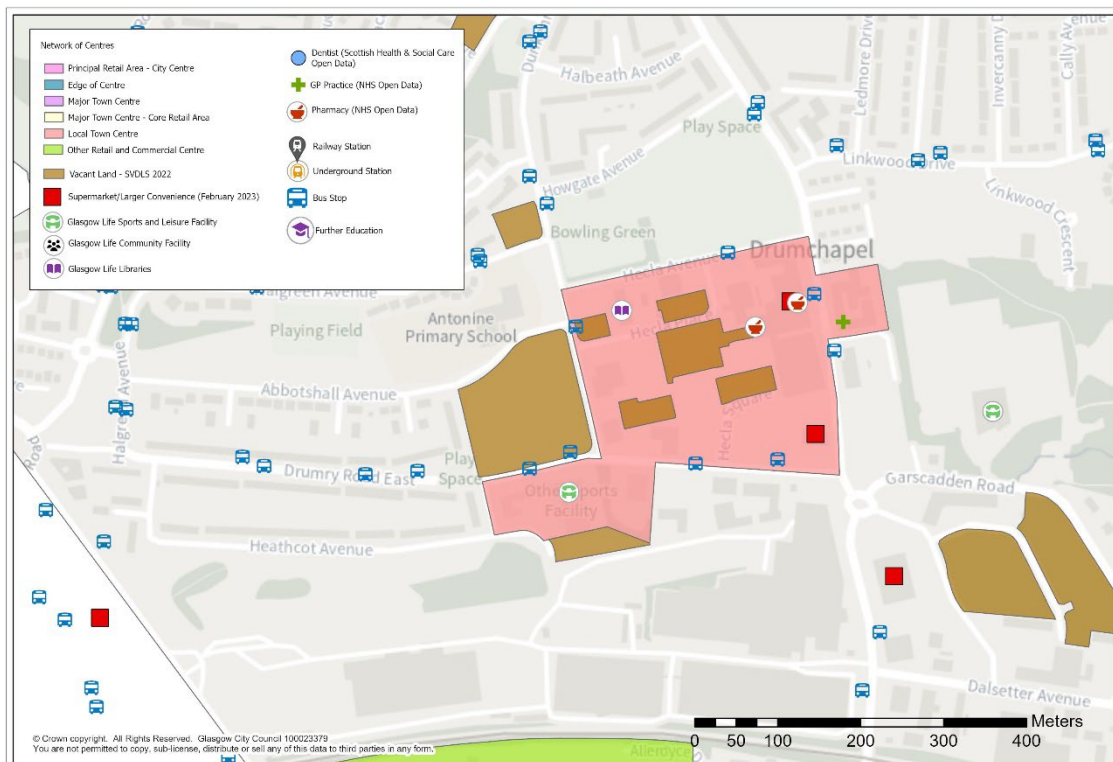 Network of Centres
Principal Retail Area - City Centre
Edge of Centre
Major Town Centre
Major Town Centre - Core Retail Area
Local Town Centre
Other Retail and Commercial Centre
Vacant Land - SVDLS 2022
Supermarket/Larger Convenience (February 2023)
Glasgow Life Sports and Leisure Facility
Glasgow Life Community Facility
Glasgow Life Libraries
Dentist (Scottish Health & Social Care
Open Data)
GP Practice (NHS Open Data)
Pharmacy (NHS Open Data)
Railway Station
Underground Station
Bus Stop
Further Education
Halbeath Avenue
Ledmore Drive
Cally Avenue
Play Space
Linkwood Drive
Linkwood Crescent
Howgate Avenue
Bowling Green
Drumchapel
Hecla Avenue
Hecla Place
Hecla Square
Antonine
Primary School
Playing Field
Abbotshall Avenue
Avenue
Road
Drumry Road East
Play
Space
Other Sports
Facility
Garscadden Road
Heathcot Avenue
Dalsetter Avenue
Meters
0 50 100 200 300 400
© Crown copyright. All Rights Reserved. Glasgow City Council 100023379
You are not permitted to copy, sub-license, distribute or sell any of this data to third parties in any form.